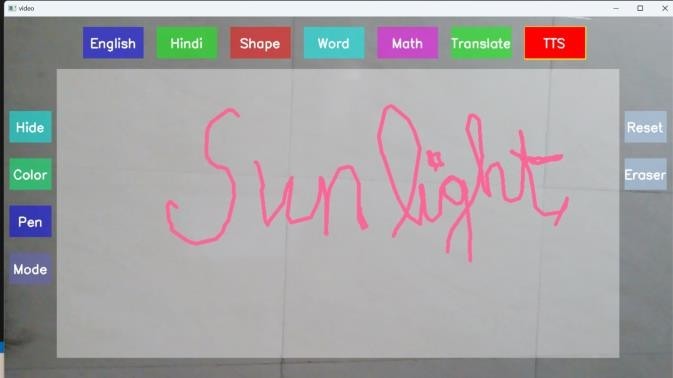 video
English Hindi Shape Word Math Translate TTS
Hide Reset
Sunlight
Color Eraser
Pen
Mode